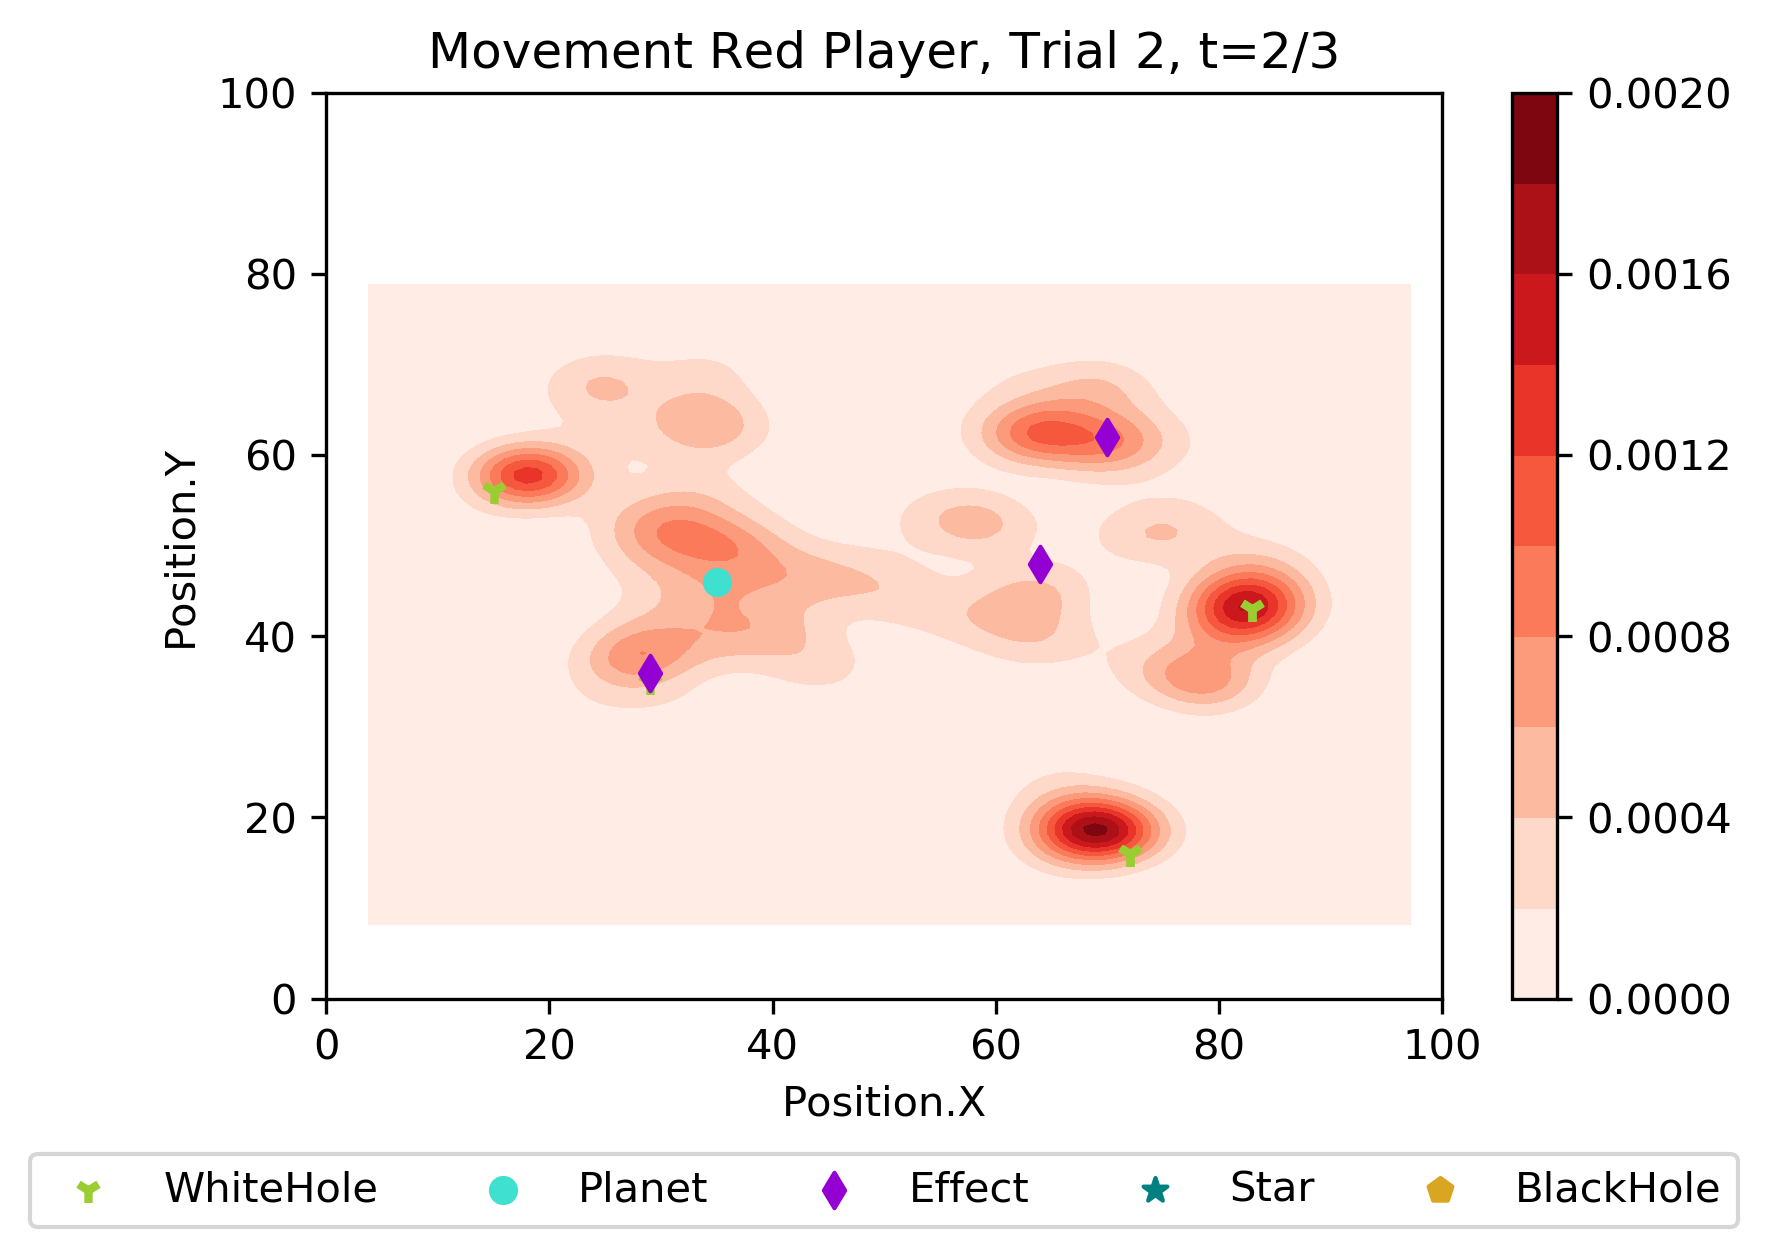 Movement Red Player, Trial 2, t=2/3
100
80
60
40
20
0
Position.Y
0 20 40 60 80 100
Position.X
0.0020
0.0016
0.0012
0.0008
0.0004
0.0000
WhiteHole Planet Effect Star BlackHole